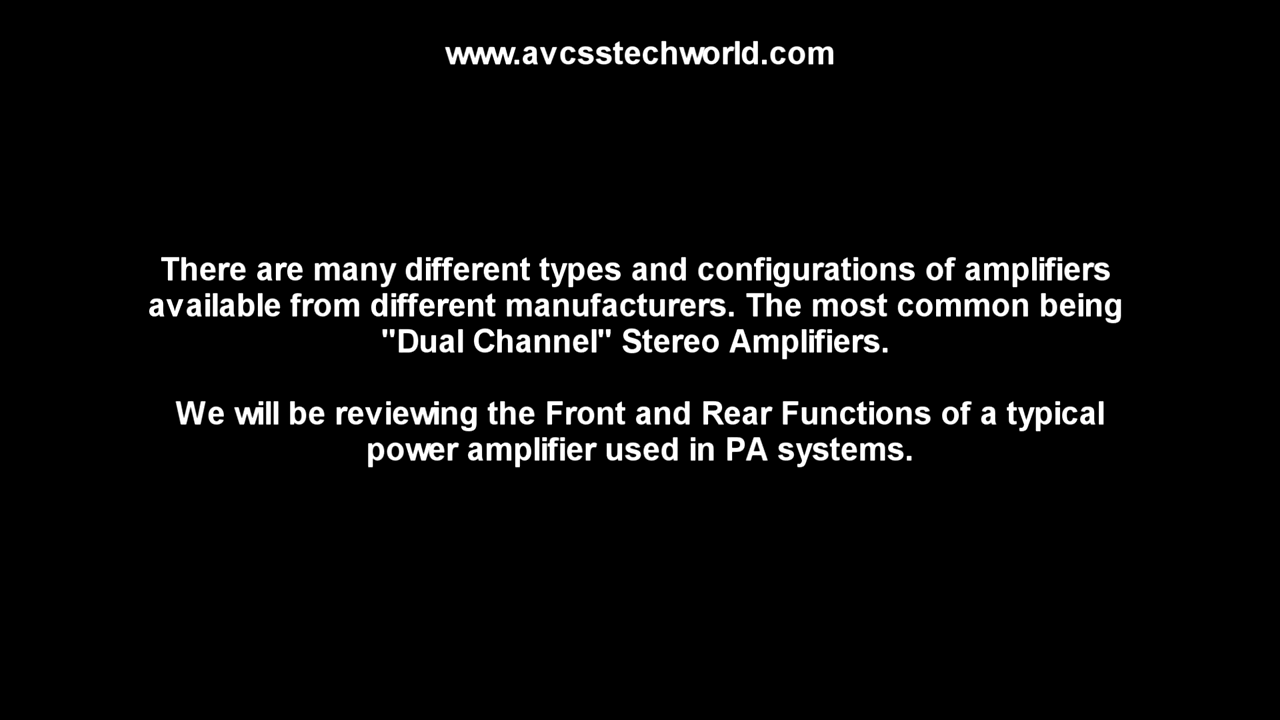 www.avcsstechworld.com
There are many different types and configurations of amplifiers
available from different manufacturers. The most common being
"Dual Channel" Stereo Amplifiers.
We will be reviewing the Front and Rear Functions of a typical
power amplifier used in PA systems.